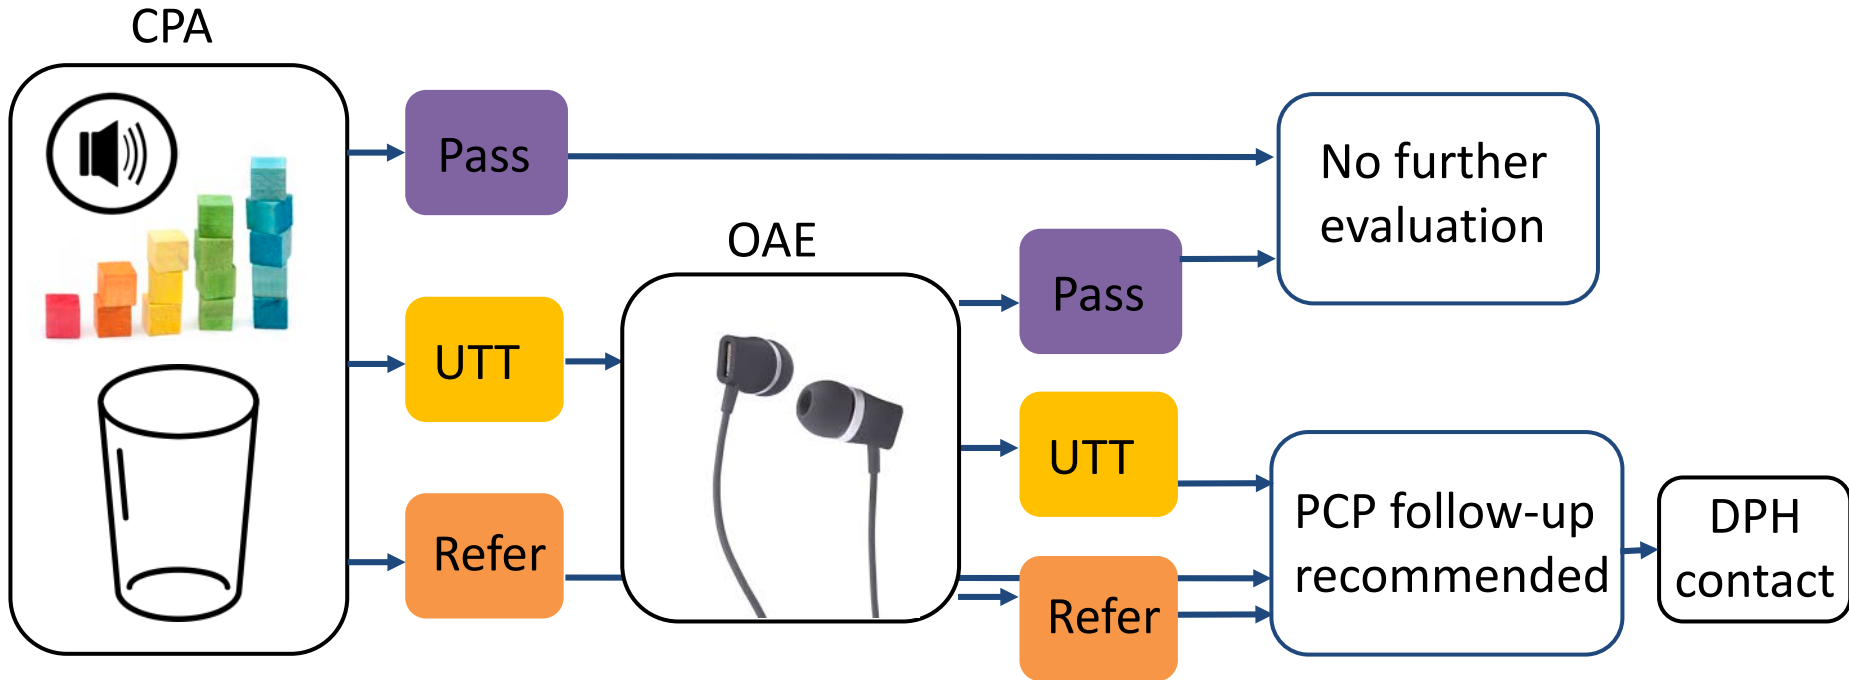 CPA
Pass
UTT
Refer
OAE
Pass
UTT
Refer
No further
evaluation
PCP follow-up
recommended
DPH
contact